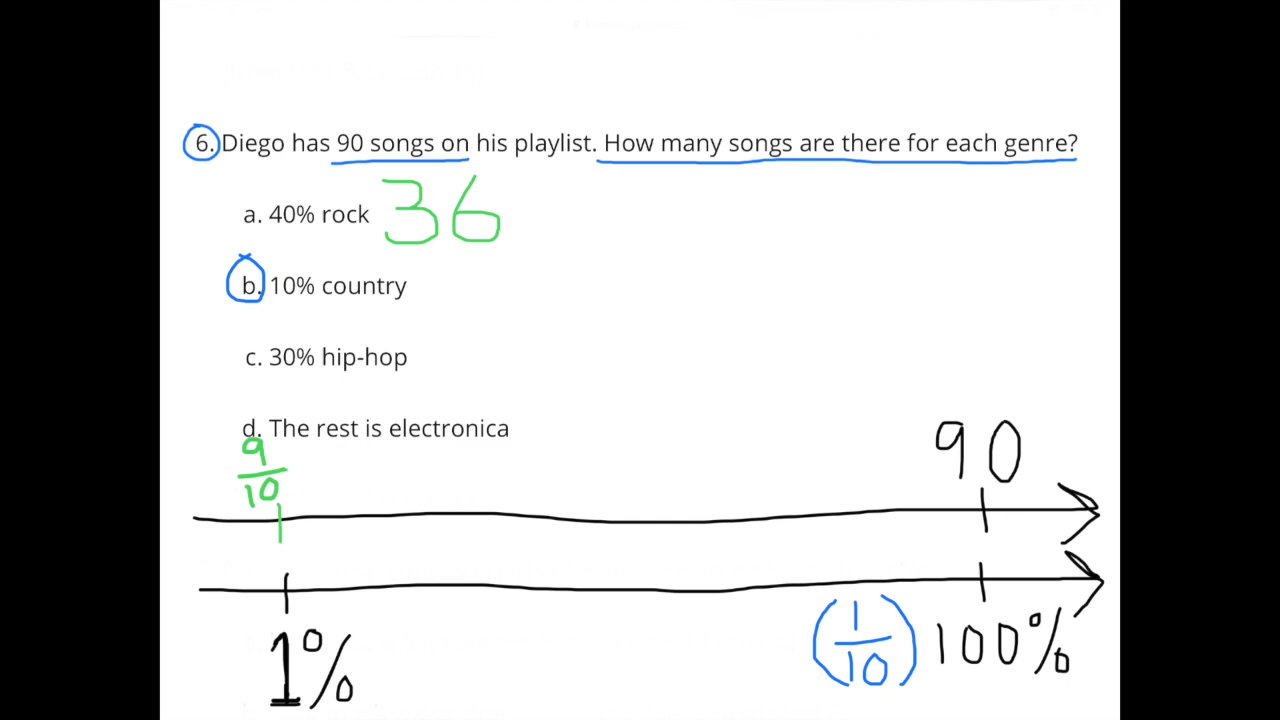 6. Diego has 90 songs on his playlist. How many songs are there for each genre?
a. 40% rock 36
b. 10% country
c. 30% hip-hop
d. The rest is electronica
9/10
90
1%
(1/10) 100%